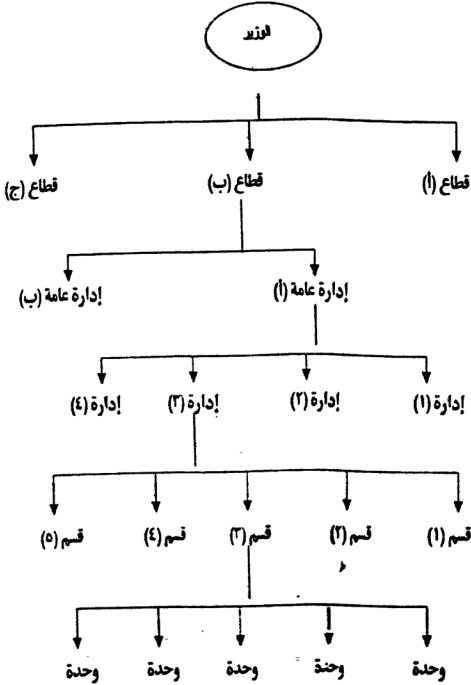 الوزير
قطاع (أ) قطاع (ب) قطاع (ج)
إدارة عامة (أ) إدارة عامة (ب)
إدارة (١) إدارة (٢) إدارة (٣) إدارة (٤)
قسم (١) قسم (٢) قسم (٣) قسم (٤) قسم (٥)
وحدة وحدة وحدة وحدة وحدة